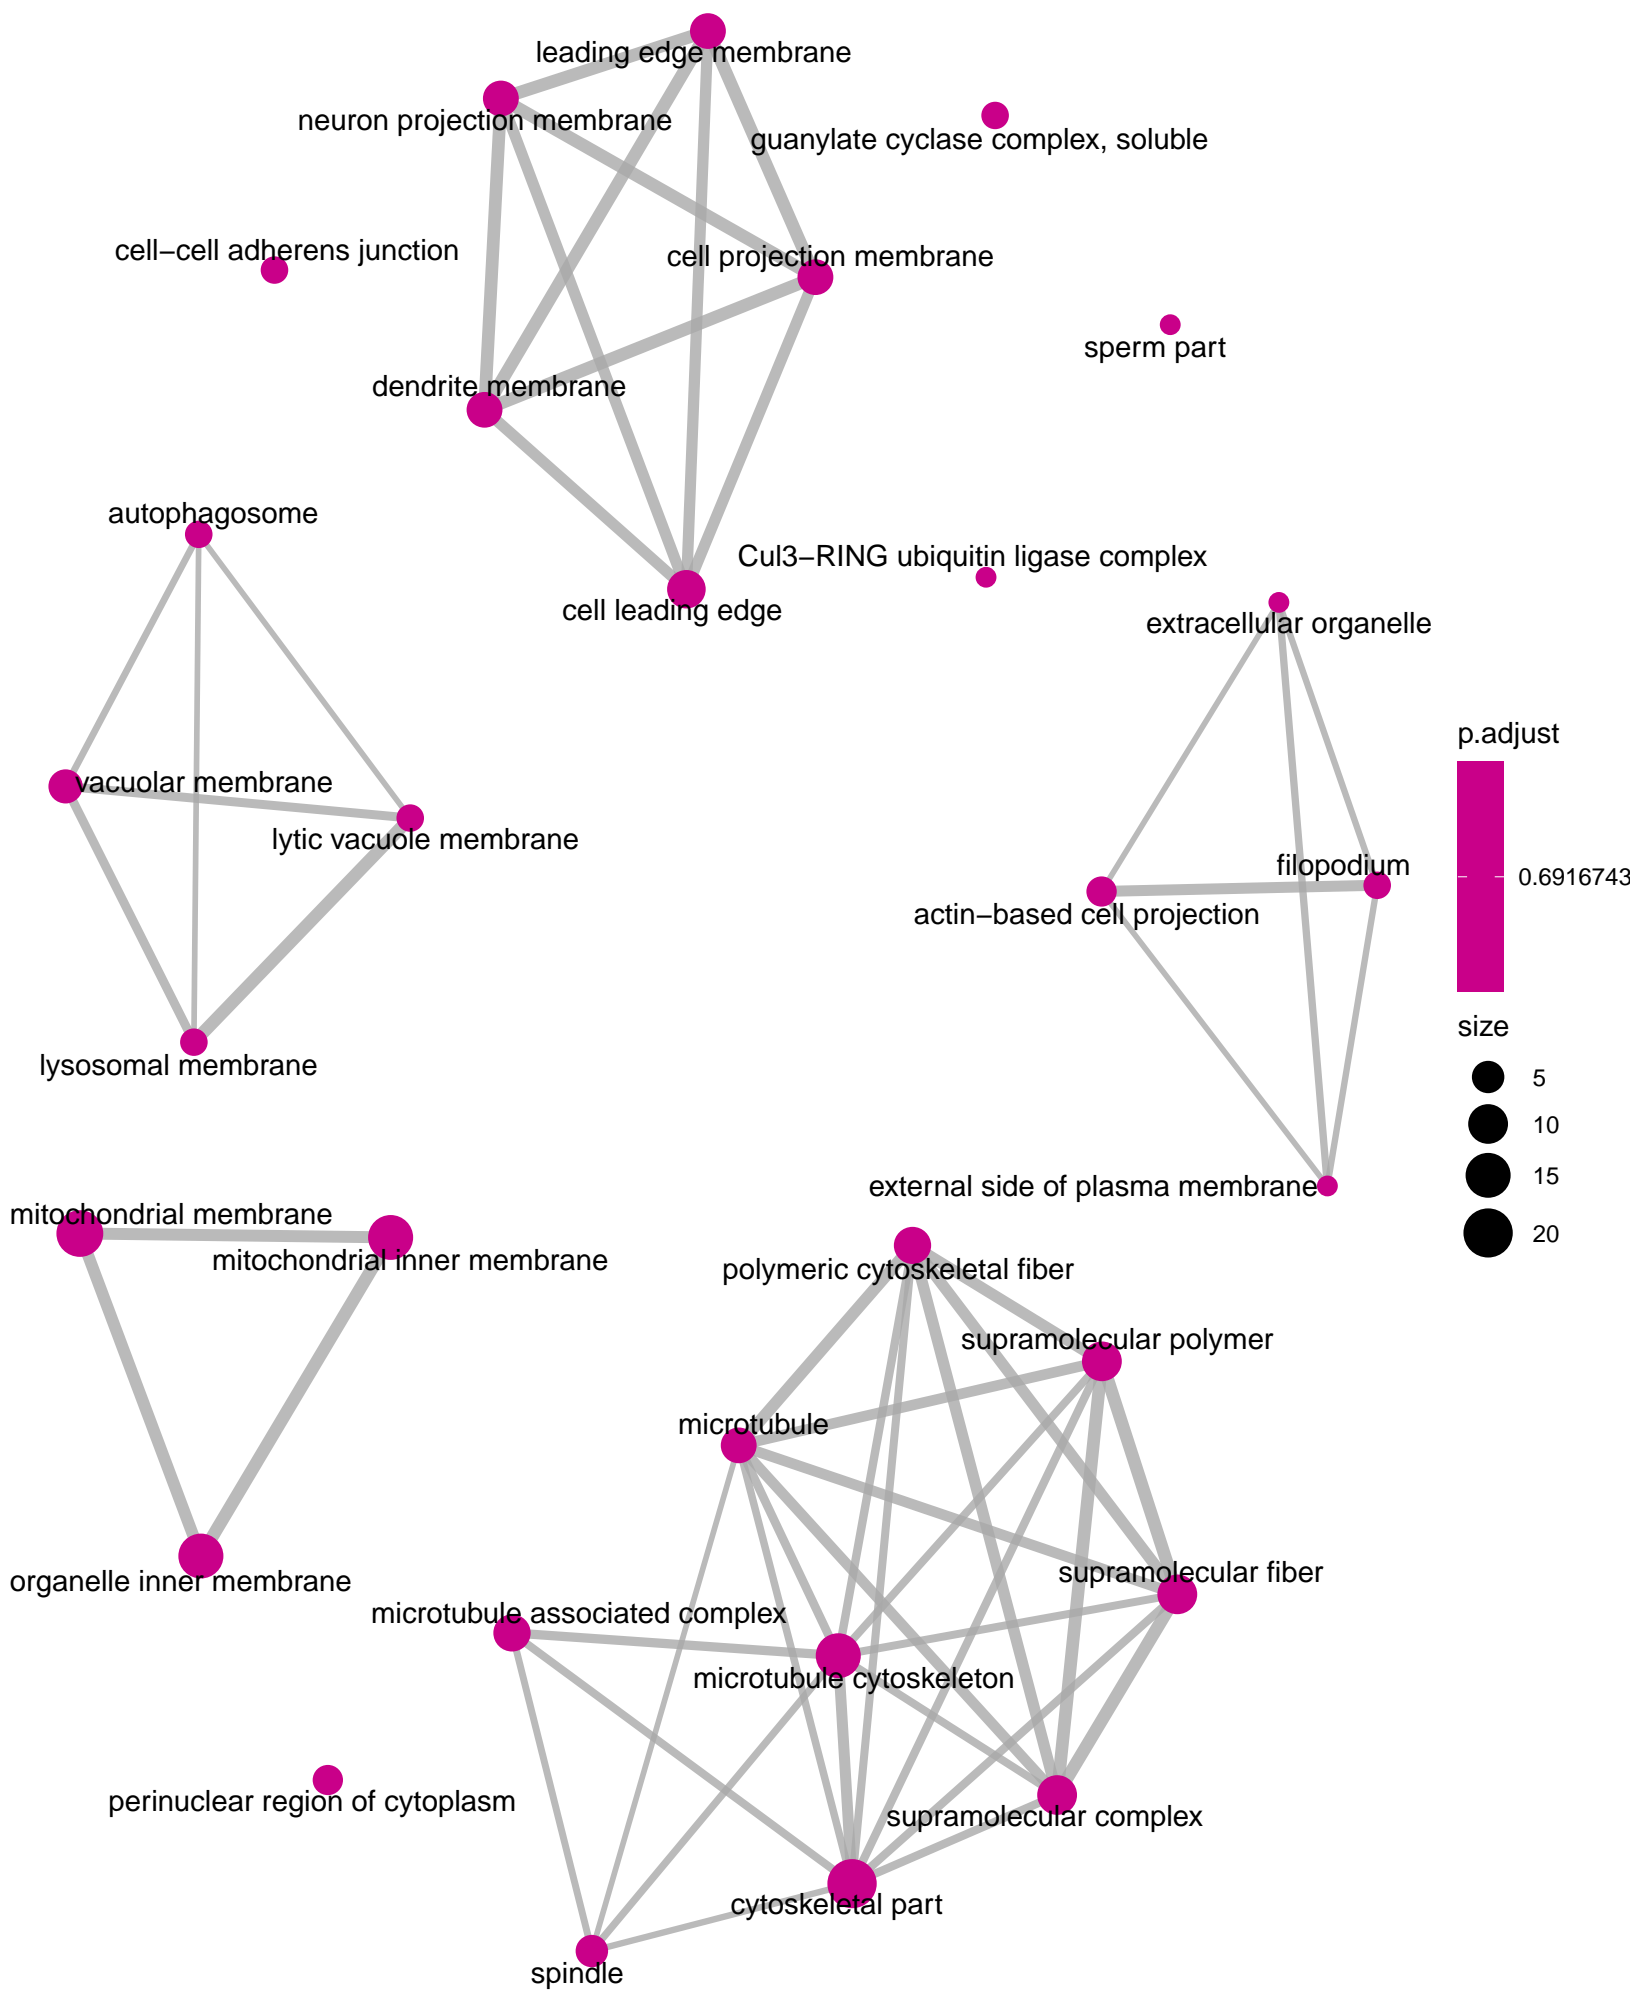 leading edge membrane
neuron projection membrane
guanylate cyclase complex, soluble
cell−cell adherens junction
cell projection membrane
sperm part
dendrite membrane
autophagosome
Cul3−RING ubiquitin ligase complex
cell leading edge
extracellular organelle
p.adjust
vacuolar membrane
lytic vacuole membrane
filopodium
0.6916743
actin−based cell projection
size
lysosomal membrane
5
10
15
external side of plasma membrane
mitochondrial membrane
20
mitochondrial inner membrane
polymeric cytoskeletal fiber
supramolecular polymer
microtubule
supramolecular fiber
organelle inner membrane
microtubule associated complex
microtubule cytoskeleton
perinuclear region of cytoplasm
supramolecular complex
cytoskeletal part
spindle